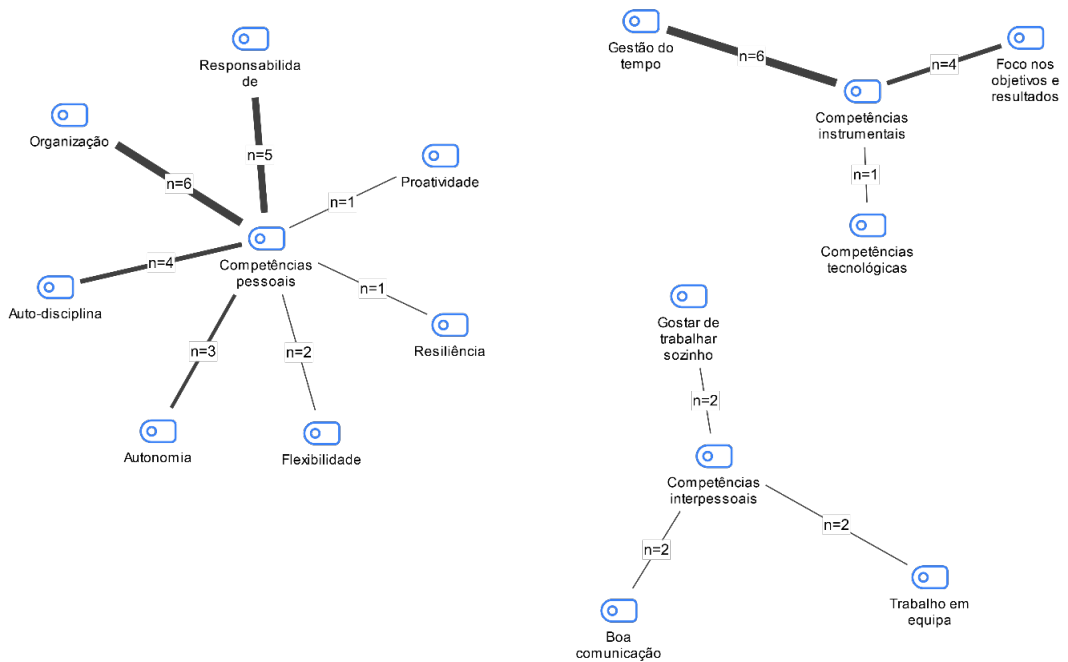 Responsabilida
de
Organização
n=5
n=6
Proatividade
n=1
Competências
pessoais
n=4
Auto-disciplina
n=1
Resiliência
n=3
n=2
Autonomia
Flexibilidade
Gestão do
tempo
n=6
n=4
Foco nos
objetivos e
resultados
Competências
instrumentais
n=1
Competências
tecnológicas
Gostar de
trabalhar
sozinho
n=2
Competências
interpessoais
n=2
n=2
Trabalho em
equipa
Boa
comunicação